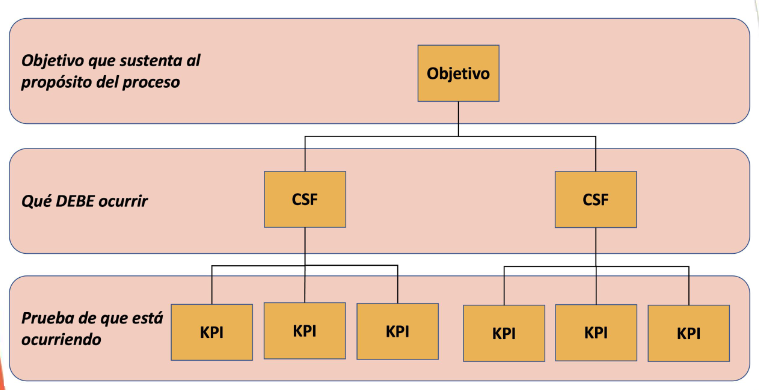 Objetivo que sustenta al
propósito del proceso
Objetivo
Qué DEBE ocurrir
CSF
CSF
Prueba de que está
ocurriendo
KPI
KPI
KPI
KPI
KPI
KPI